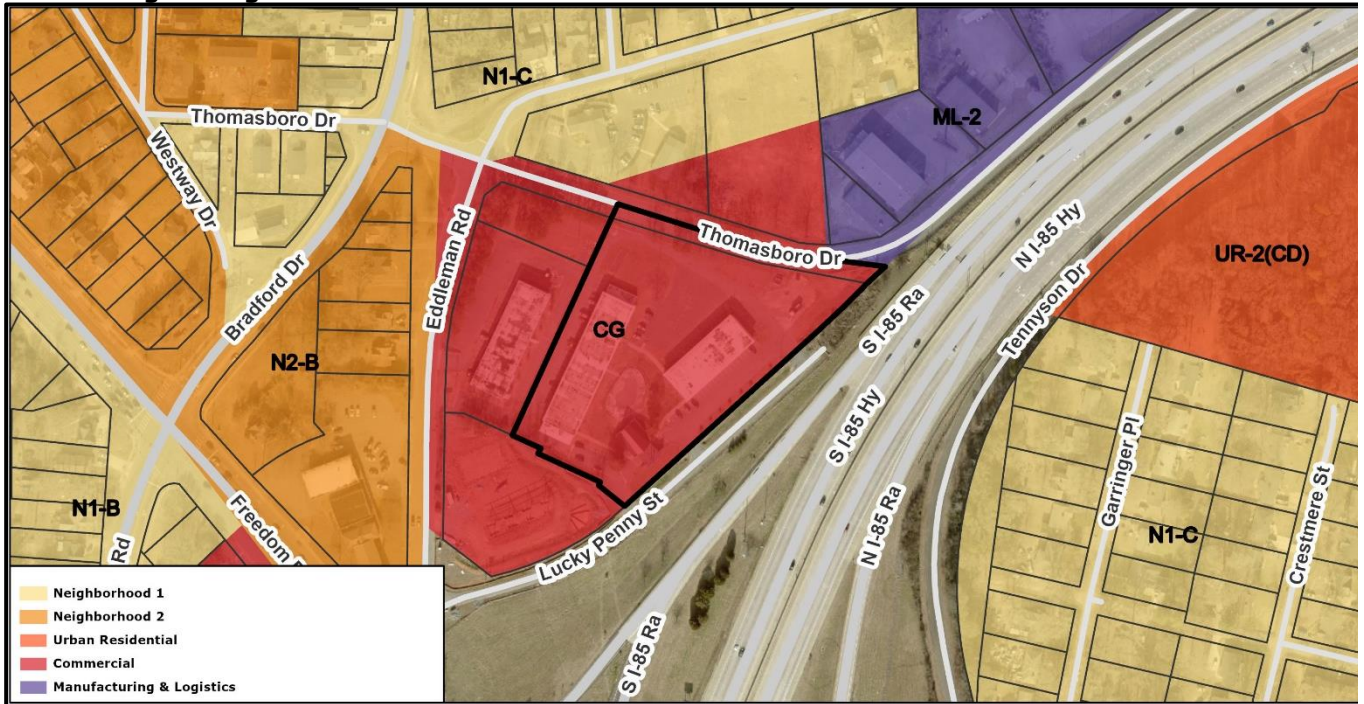 N1-C
Thomasboro Dr
ML-2
Westway Dr
N I-85 Hy
Thomasboro Dr
S I-85 Ra
UR-2(CD)
Eddleman Rd
Bradford Dr
CG
Tennyson Dr
N2-B
S I-85 Hy
Garringer Pl
N1-B
Rd
Freedom
N I-85 Ra
N1-C
Crestmere St
Lucky Penny St
S I-85 Ra
Neighborhood 1
Neighborhood 2
Urban Residential
Commercial
Manufacturing & Logistics